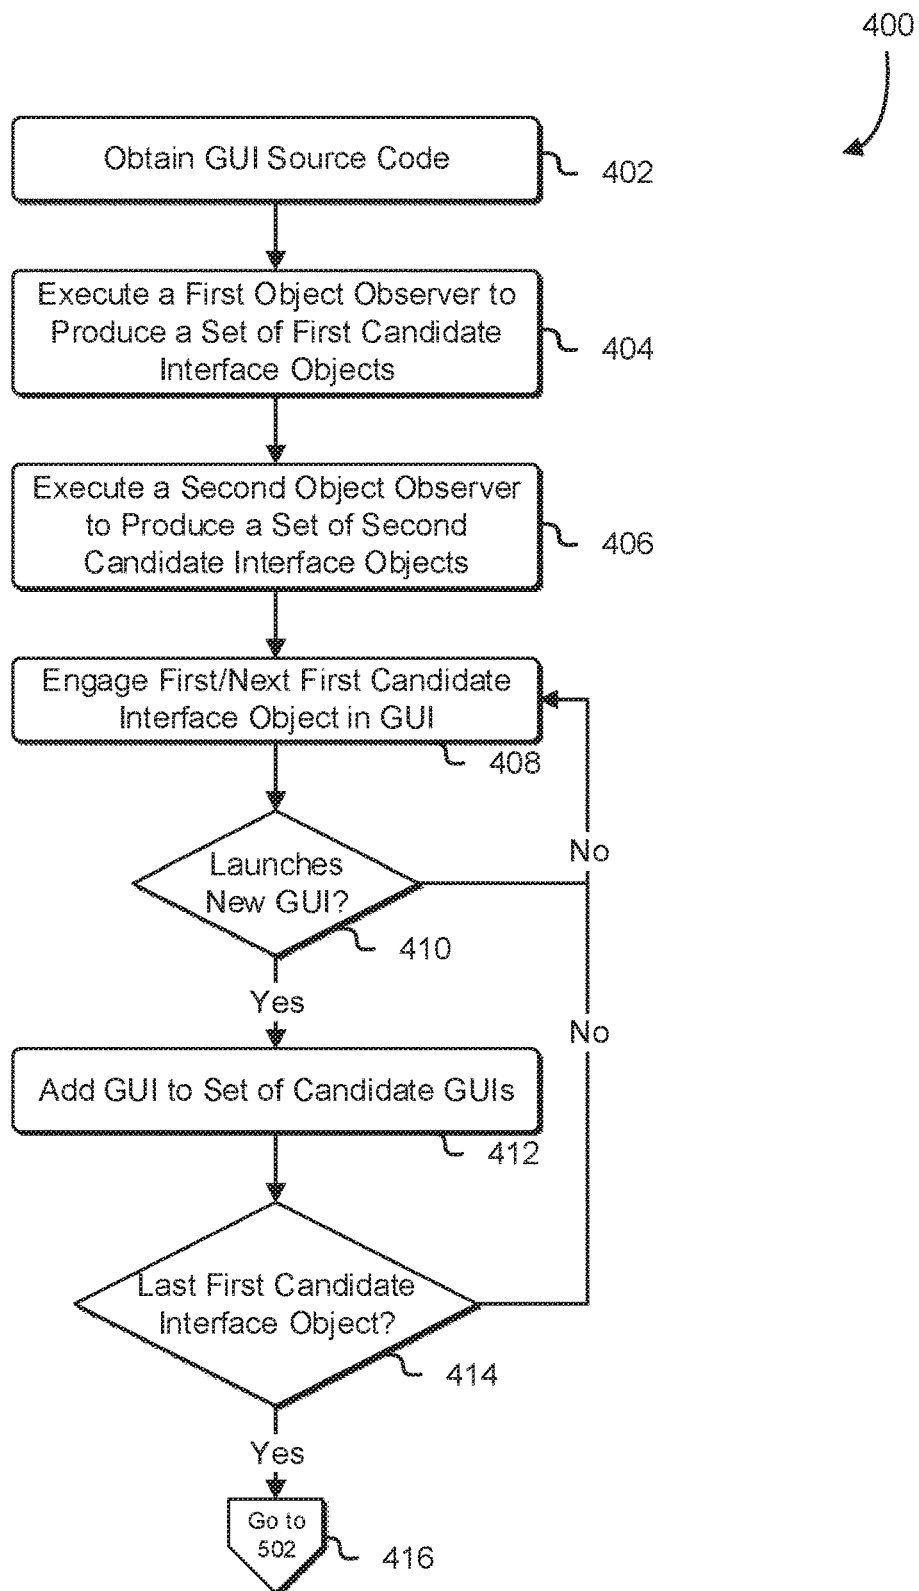 400
Obtain GUI Source Code
402
Execute a First Object Observer to
Produce a Set of First Candidate
Interface Objects
404
Execute a Second Object Observer
to Produce a Set of Second
Candidate Interface Objects
406
Engage First/Next First Candidate
Interface Object in GUI
408
Launches
New GUI?
No
410
Yes
No
Add GUI to Set of Candidate GUIs
412
Last First Candidate
Interface Object?
414
Yes
Go to
502
416